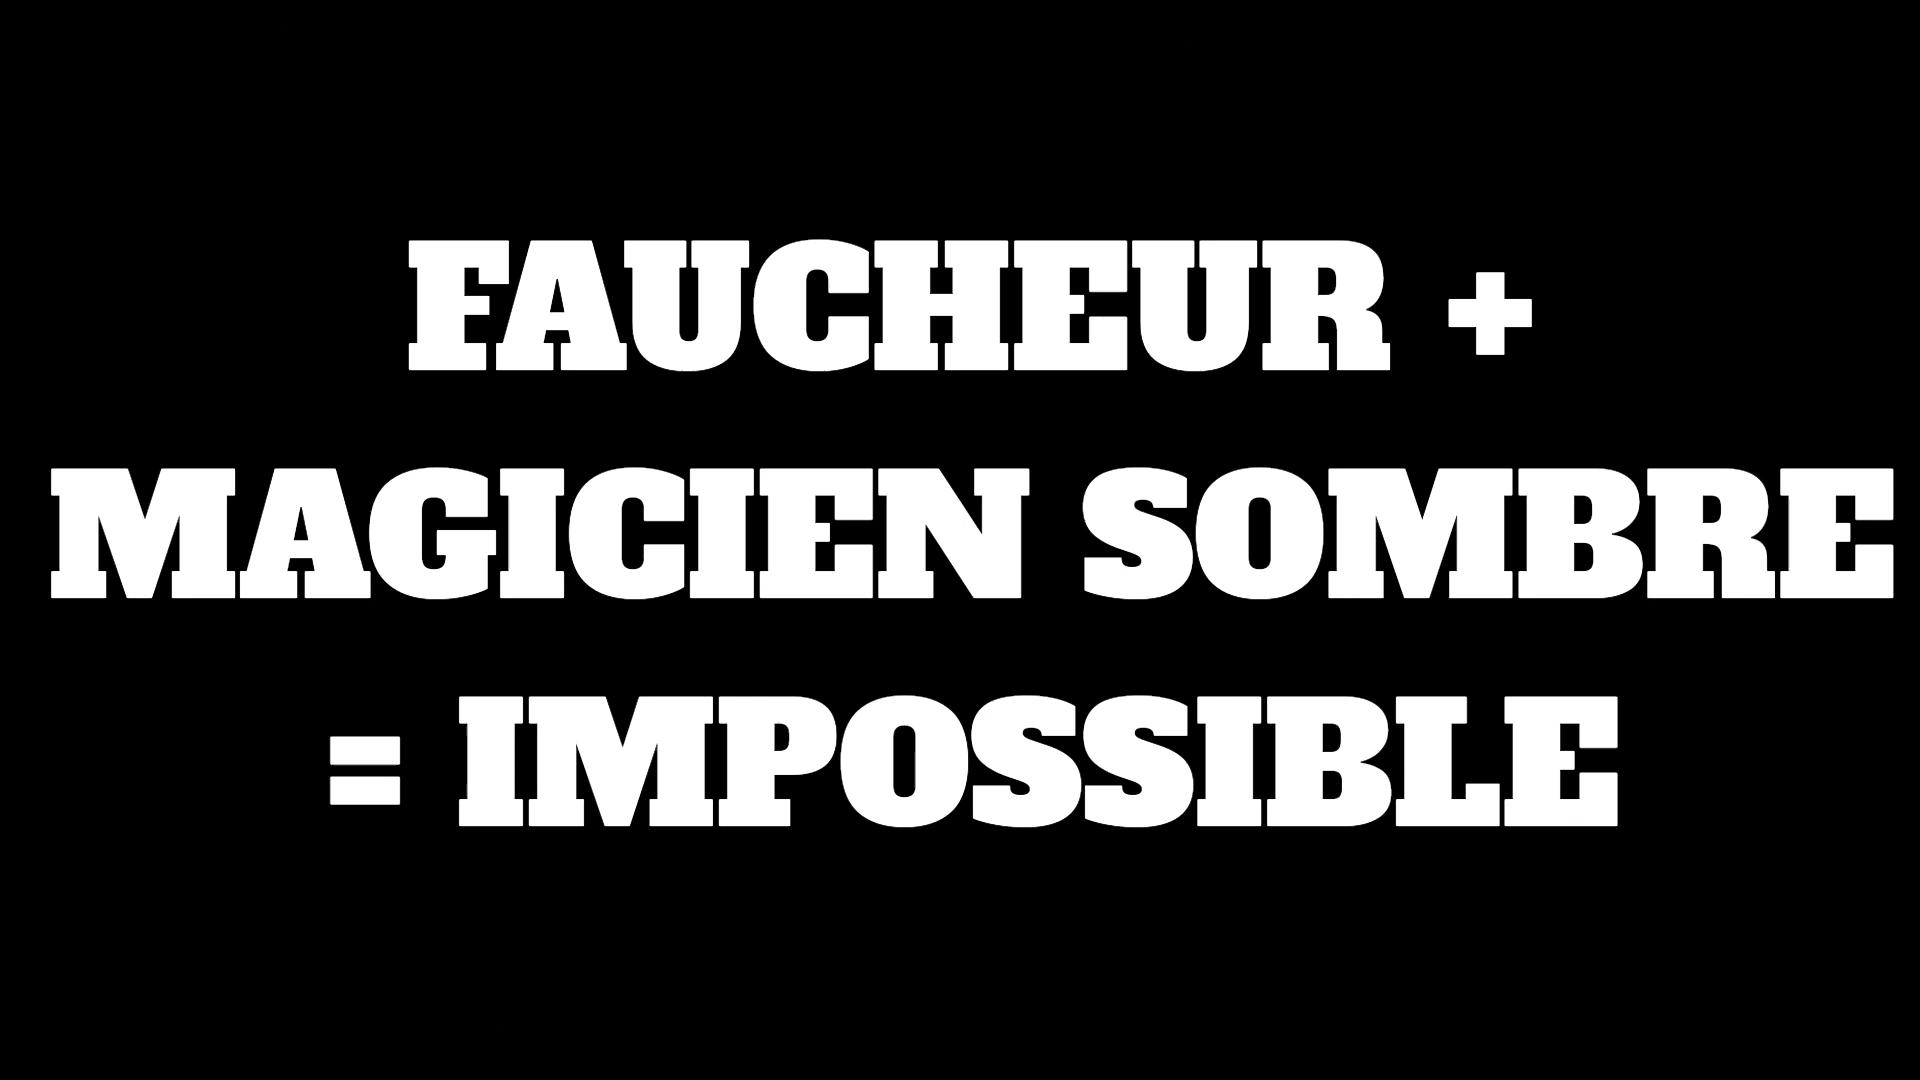 FAUCHEUR +
MAGICIEN SOMBRE
= IMPOSSIBLE